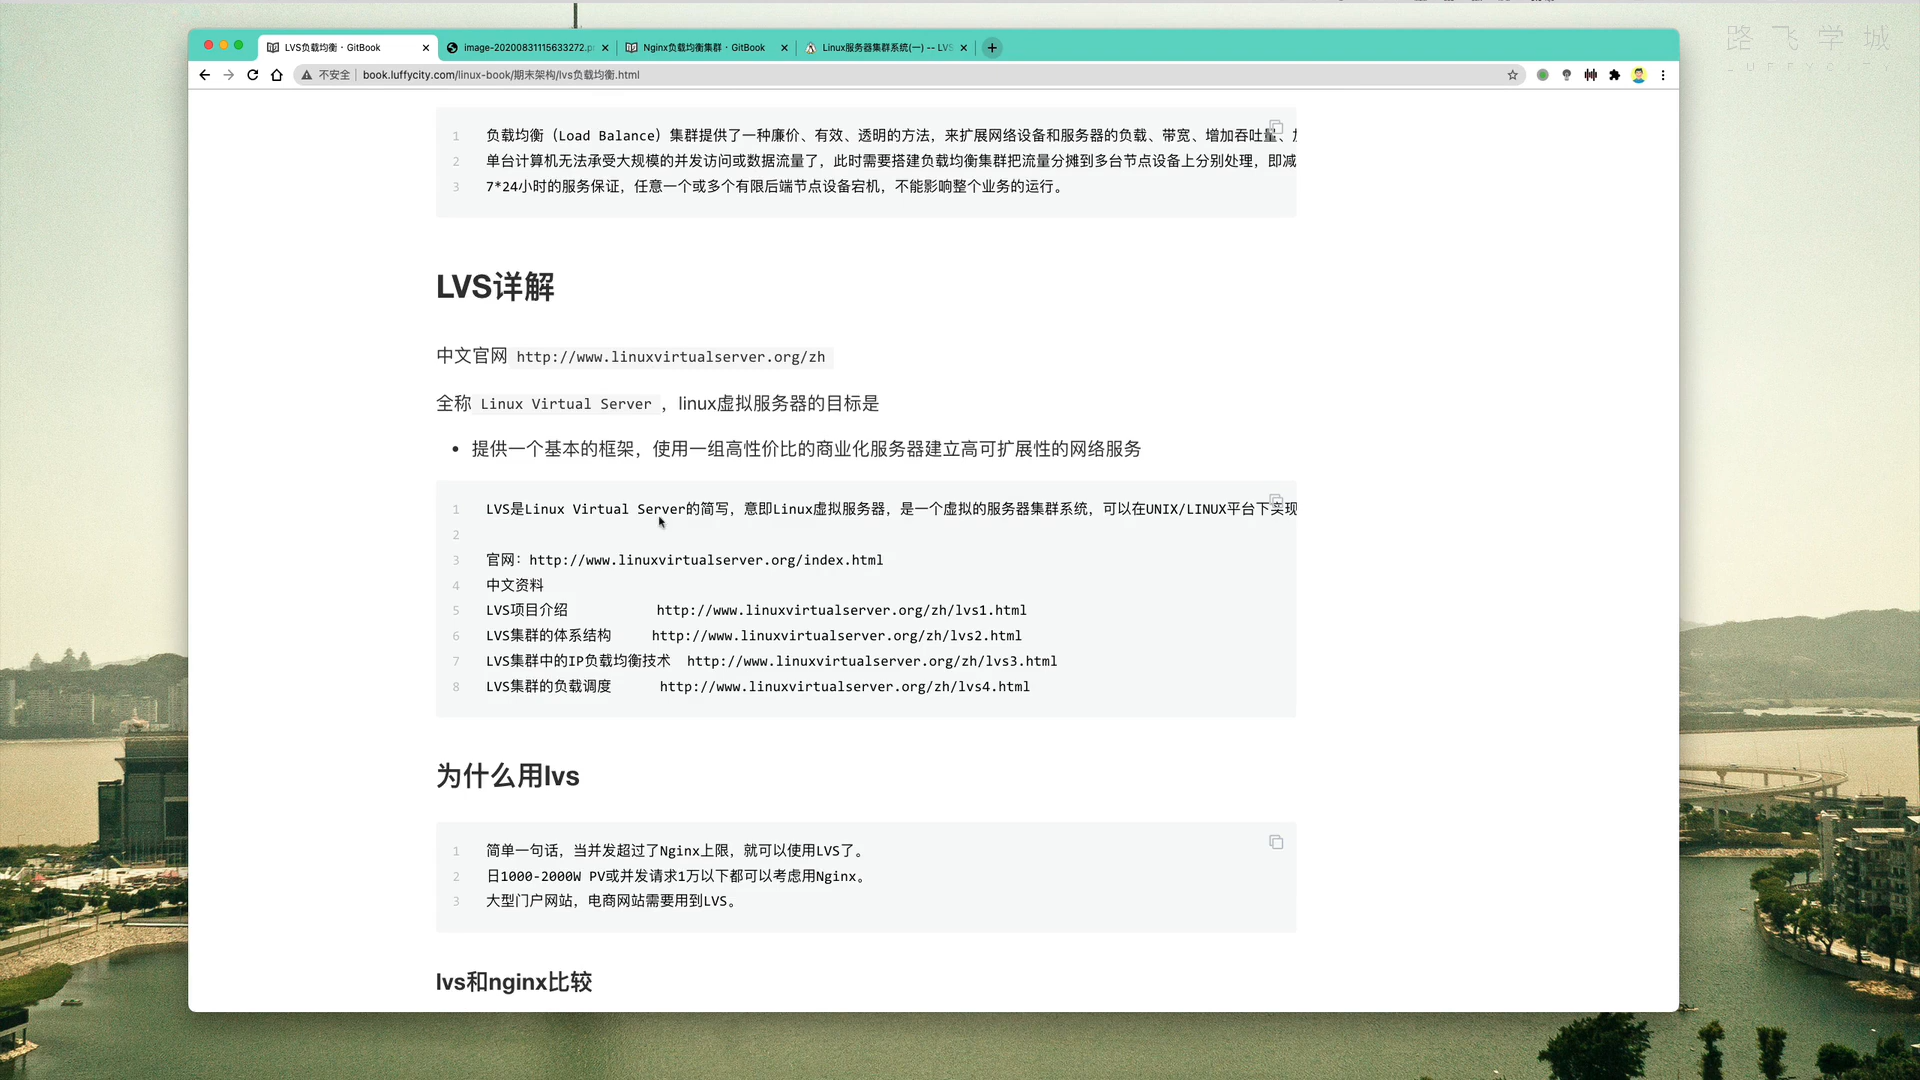 路飞学城
LUFFYCITY
LVS负载均衡 · GitBook
image-20200831115633272.p
Nginx负载均衡集群 · GitBook
Linux服务器集群系统(一) -- LVS
不安全
book.luffycity.com/linux-book/期末架构/lvs负载均衡.html
1 负载均衡（Load Balance）集群提供了一种廉价、有效、透明的方法，来扩展网络设备和服务器的负载、带宽、增加吞吐量、
2 单台计算机无法承受大规模的并发访问或数据流量了，此时需要搭建负载均衡集群把流量分摊到多台节点设备上分别处理，即减
3 7*24小时的服务保证，任意一个或多个有限后端节点设备宕机，不能影响整个业务的运行。
LVS详解
中文官网 http://www.linuxvirtualserver.org/zh
全称 Linux Virtual Server ，linux虚拟服务器的目标是
• 提供一个基本的框架，使用一组高性价比的商业化服务器建立高可扩展性的网络服务
1 LVS是Linux Virtual Server的简写，意即Linux虚拟服务器，是一个虚拟的服务器集群系统，可以在UNIX/LINUX平台下实现
2
3 官网：http://www.linuxvirtualserver.org/index.html
4 中文资料
5 LVS项目介绍 http://www.linuxvirtualserver.org/zh/lvs1.html
6 LVS集群的体系结构 http://www.linuxvirtualserver.org/zh/lvs2.html
7 LVS集群中的IP负载均衡技术 http://www.linuxvirtualserver.org/zh/lvs3.html
8 LVS集群的负载调度 http://www.linuxvirtualserver.org/zh/lvs4.html
为什么用lvs
1 简单一句话，当并发超过了Nginx上限，就可以使用LVS了。
2 日1000-2000W PV或并发请求1万以下都可以考虑用Nginx。
3 大型门户网站，电商网站需要用到LVS。
lvs和nginx比较